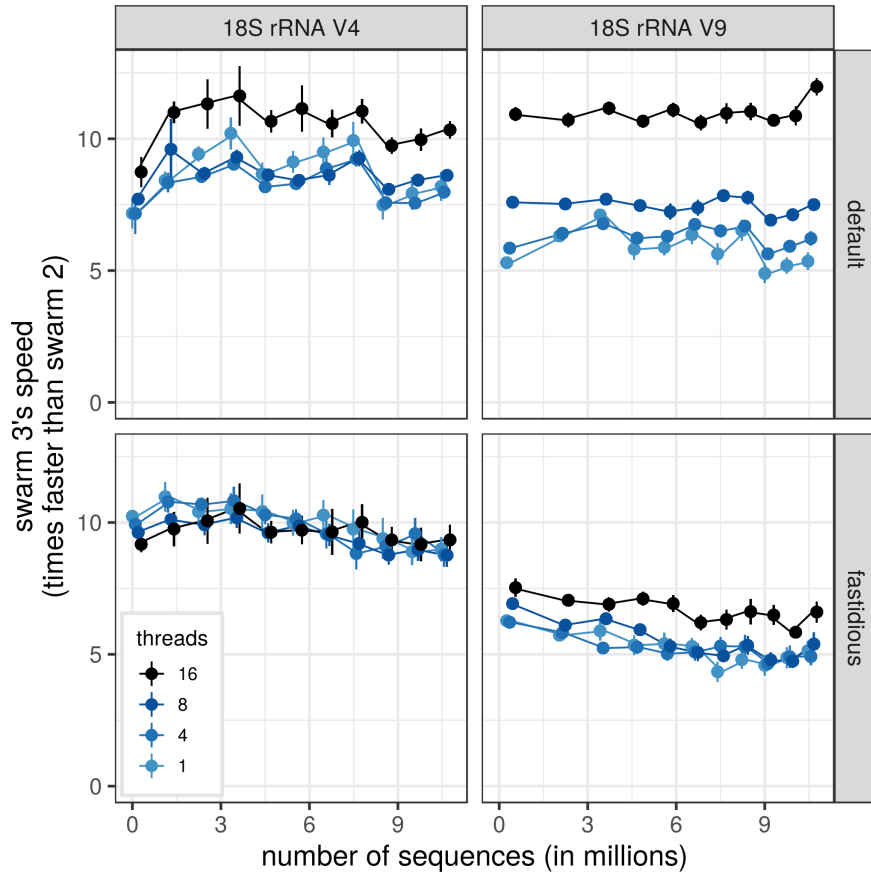 18S rRNA V4
18S rRNA V9
swarm 3's speed
(times faster than swarm 2)
10
5
0
default
10
5
0
fastidious
threads
16
8
4
1
0 3 6 9
0 3 6 9
number of sequences (in millions)